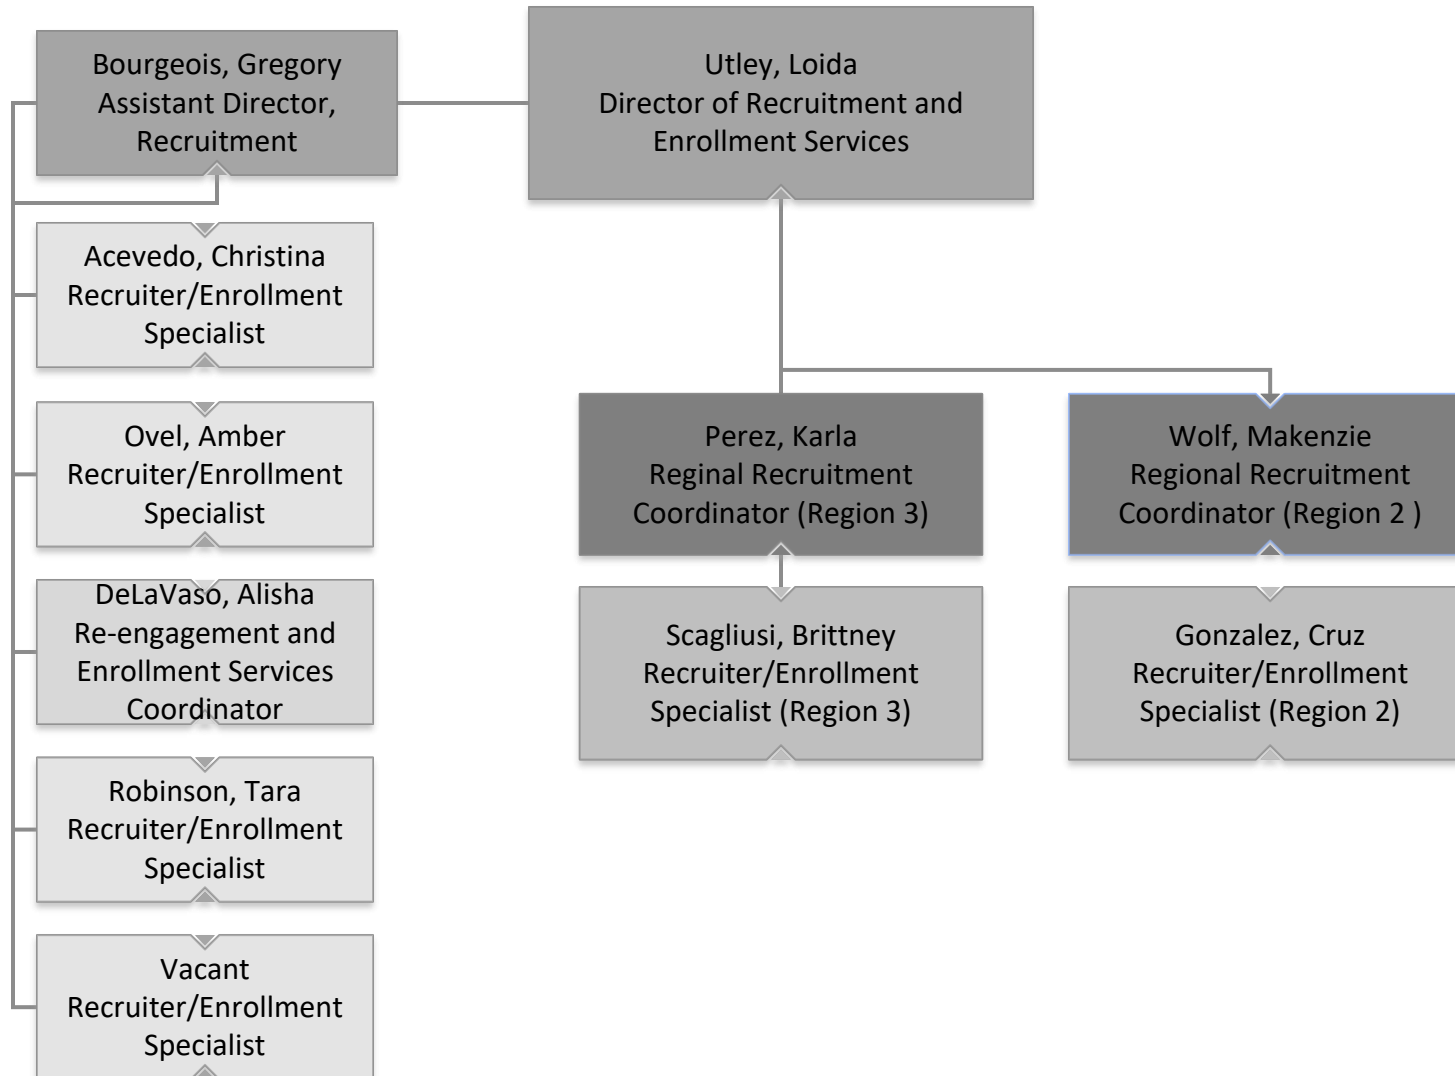 Bourgeois, Gregory
Assistant Director,
Recruitment
Utley, Loida
Director of Recruitment and
Enrollment Services
Acevedo, Christina
Recruiter/Enrollment
Specialist
Ovel, Amber
Recruiter/Enrollment
Specialist
DeLaVaso, Alisha
Re-engagement and
Enrollment Services
Coordinator
Robinson, Tara
Recruiter/Enrollment
Specialist
Vacant
Recruiter/Enrollment
Specialist
Perez, Karla
Reginal Recruitment
Coordinator (Region 3)
Wolf, Makenzie
Regional Recruitment
Coordinator (Region 2 )
Scagliusi, Brittney
Recruiter/Enrollment
Specialist (Region 3)
Gonzalez, Cruz
Recruiter/Enrollment
Specialist (Region 2)